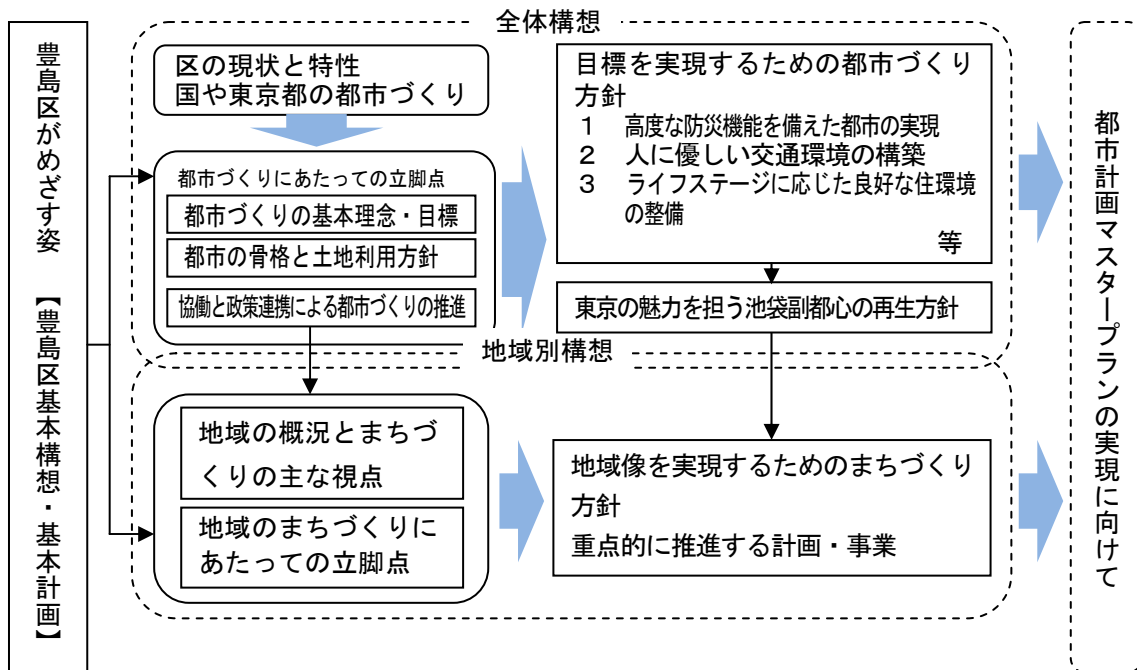 豊島区がめざす姿 【豊島区基本構想・基本計画】
全体構想
区の現状と特性
国や東京都の都市づくり
都市づくりにあたっての立脚点
都市づくりの基本理念・目標
都市の骨格と土地利用方針
協働と政策連携による都市づくりの推進
目標を実現するための都市づくり
方針
1 高度な防災機能を備えた都市の実現
2 人に優しい交通環境の構築
3 ライフステージに応じた良好な住環境
の整備
等
東京の魅力を担う池袋副都心の再生方針
地域別構想
地域の概況とまちづ
くりの主な視点
地域のまちづくりに
あたっての立脚点
地域像を実現するためのまちづくり
方針
重点的に推進する計画・事業
都市計画マスタープランの実現に向けて